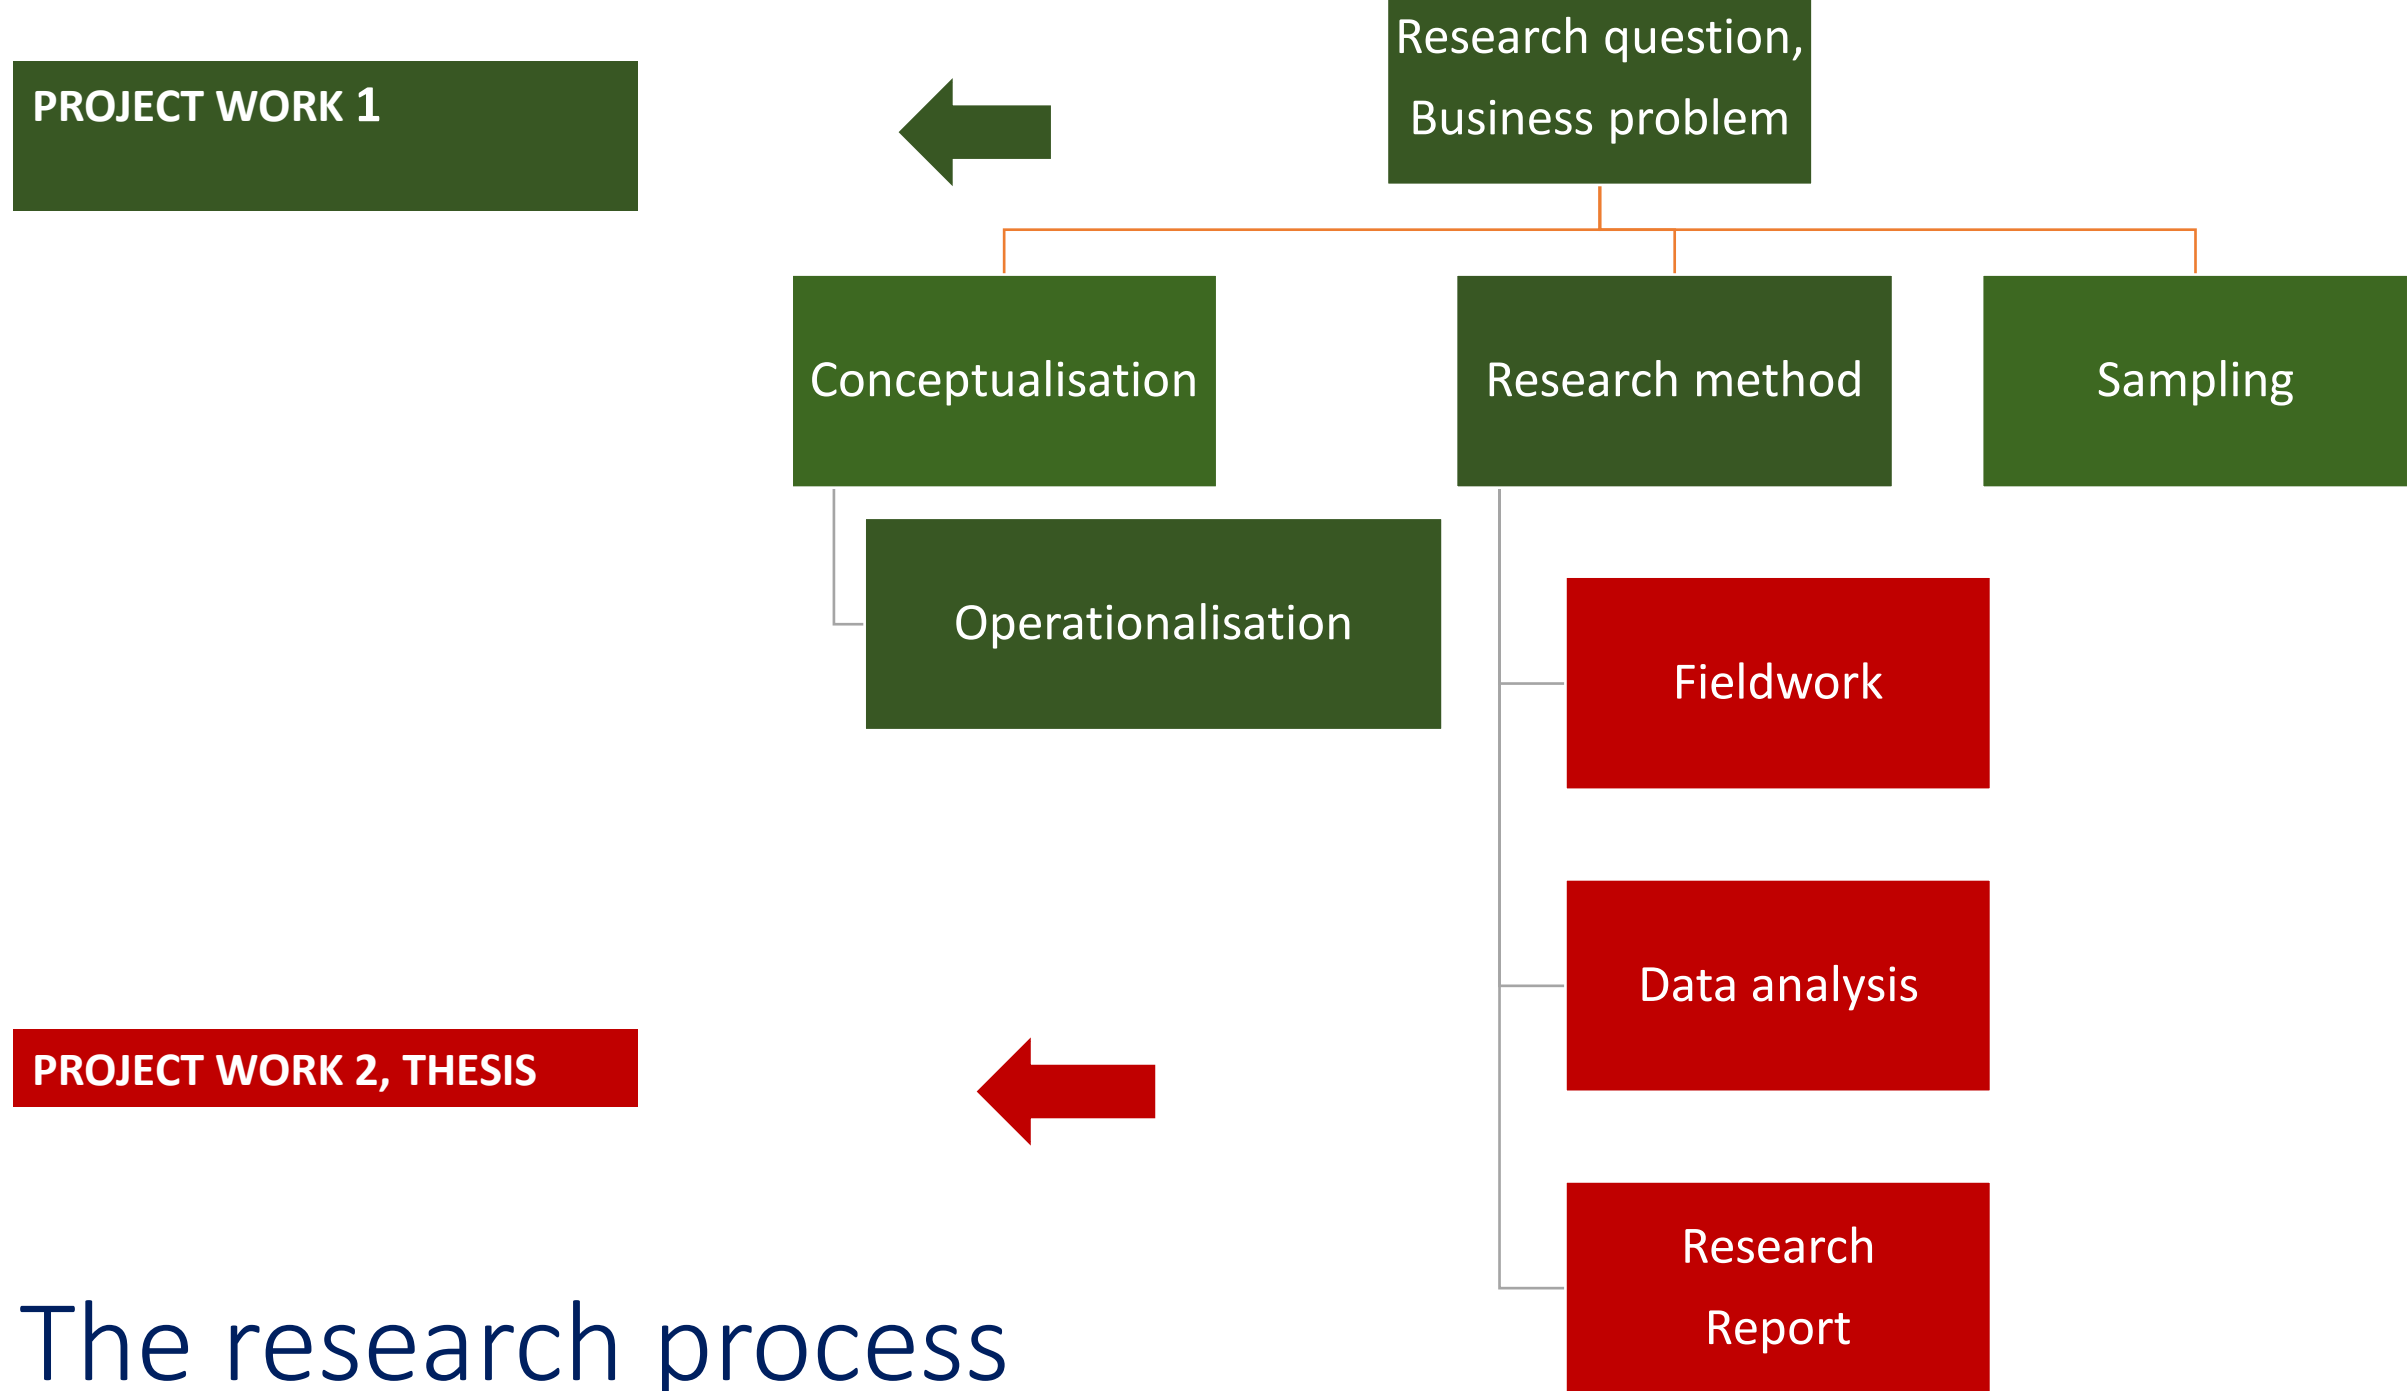 Research question,
Business problem
PROJECT WORK 1
Conceptualisation
Research method
Sampling
Operationalisation
Fieldwork
Data analysis
PROJECT WORK 2, THESIS
Research
Report
The research process